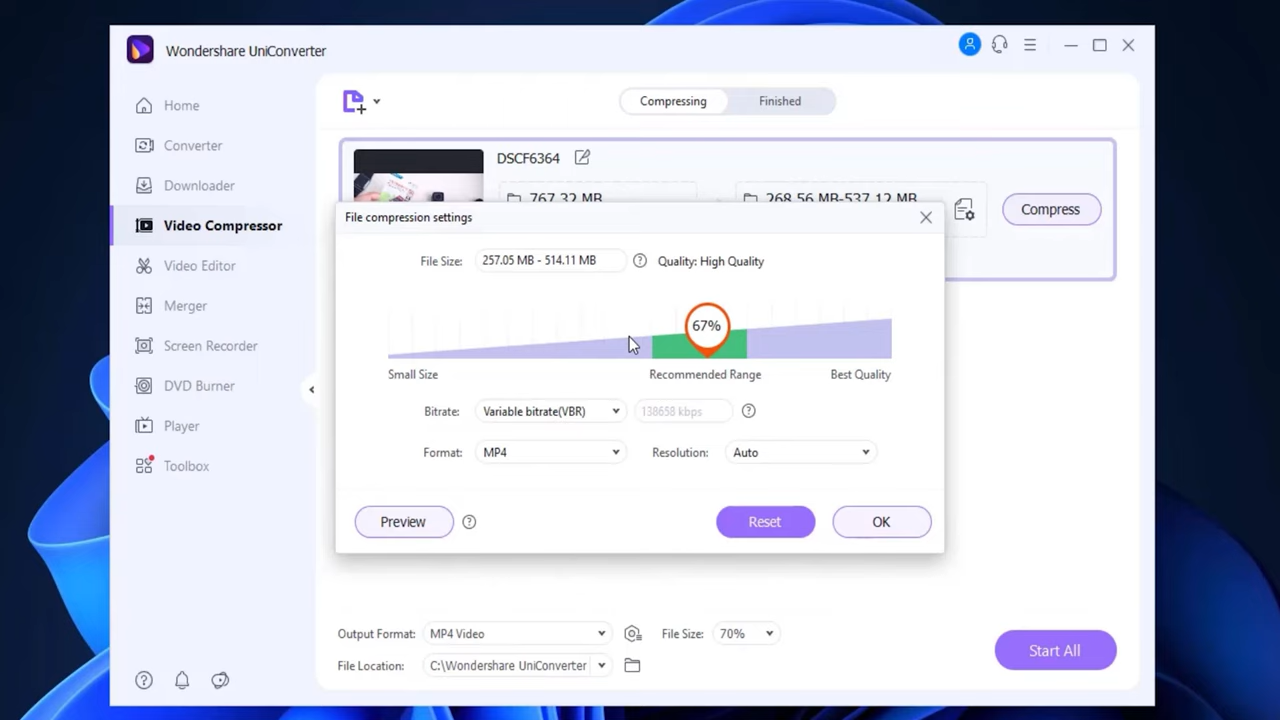 Wondershare UniConverter
Home
Converter
Downloader
Video Compressor
Video Editor
Merger
Screen Recorder
DVD Burner
Player
Toolbox
Compressing
Finished
DSCF6364
767.32 MB
268.56 MB-537.12 MB
Compress
File compression settings
File Size: 257.05 MB - 514.11 MB Quality: High Quality
67%
Small Size Recommended Range Best Quality
Bitrate: Variable bitrate(VBR) 138658 kbps
Format: MP4 Resolution: Auto
Preview Reset OK
Output Format: MP4 Video File Size: 70%
File Location: C:\Wondershare UniConverter
Start All